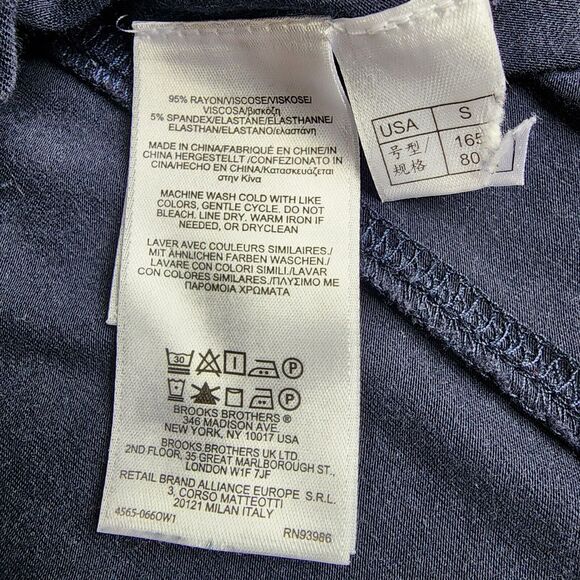 95% RAYON/VISCOSE/VISKOSE/
VISCOSA/βισκόζη
5% SPANDEX/ELASTANE/ELASTHANNE/
ELASTHAN/ELASTANO/ελαστάνη
MADE IN CHINA/FABRIQUÉ EN CHINE/IN
CHINA HERGESTELLT /CONFEZIONATO IN
CINA/HECHO EN CHINA/Κατασκευάζεται
στην Κίνα
MACHINE WASH COLD WITH LIKE
COLORS, GENTLE CYCLE. DO NOT
BLEACH. LINE DRY. WARM IRON IF
NEEDED, OR DRYCLEAN
LAVER AVEC COULEURS SIMILAIRES./
MIT ÄHNLICHEN FARBEN WASCHEN./
LAVARE CON COLORI SIMILI./LAVAR
CON COLORES SIMILARES./ΠΛΥΣΙΜΟ ΜΕ
ΠΑΡΟΜΟΙΑ ΧΡΩΜΑΤΑ
30 P
P
BROOKS BROTHERS ®
346 MADISON AVE.
NEW YORK, NY 10017 USA
BROOKS BROTHERS UK LTD.
2ND FLOOR, 35 GREAT MARLBOROUGH ST.,
LONDON W1F 7JF
RETAIL BRAND ALLIANCE EUROPE S.R.L.
3, CORSO MATTEOTTI
20121 MILAN ITALY
4565-066OW1
RN93986
USA S
号型/ 165
规格 80